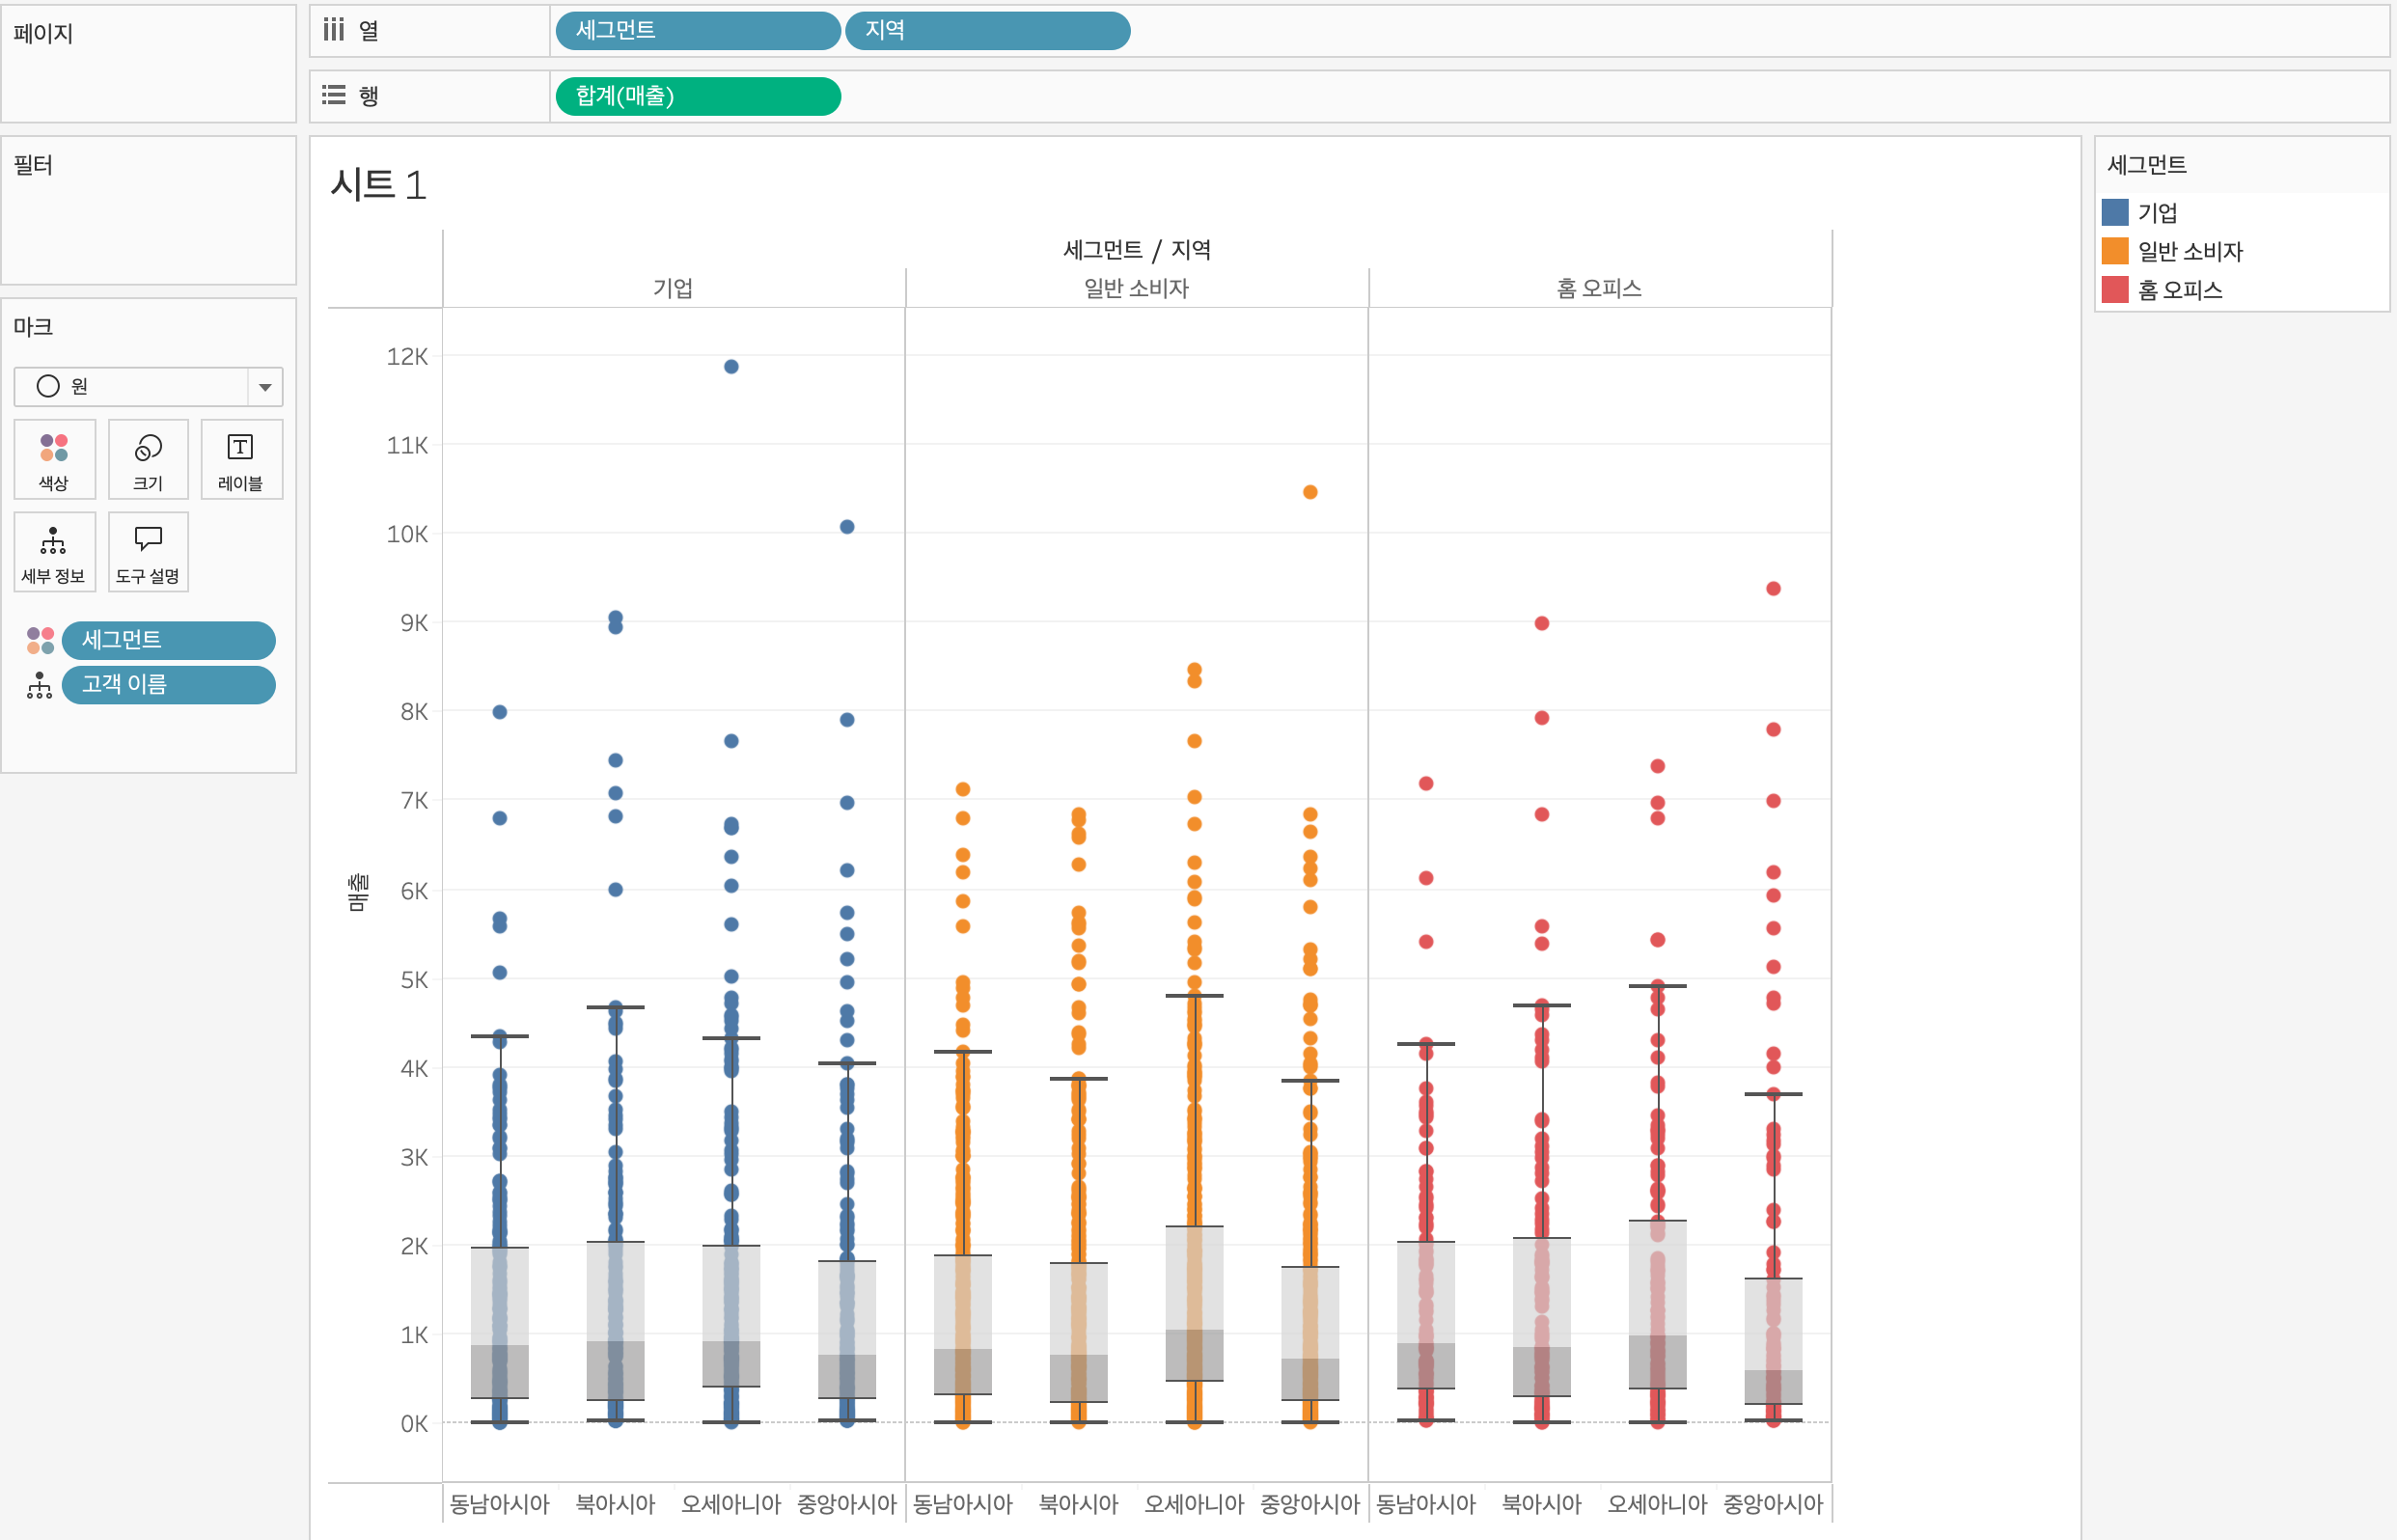 페이지
열
세그먼트
지역
행
합계(매출)
필터
마크
원
색상
크기
레이블
세부 정보
도구 설명
세그먼트
고객 이름
시트 1
세그먼트 / 지역
기업
일반 소비자
홈 오피스
매출
12K
11K
10K
9K
8K
7K
6K
5K
4K
3K
2K
1K
0K
동남아시아
북아시아
오세아니아
중앙아시아
동남아시아
북아시아
오세아니아
중앙아시아
동남아시아
북아시아
오세아니아
중앙아시아
세그먼트
기업
일반 소비자
홈 오피스